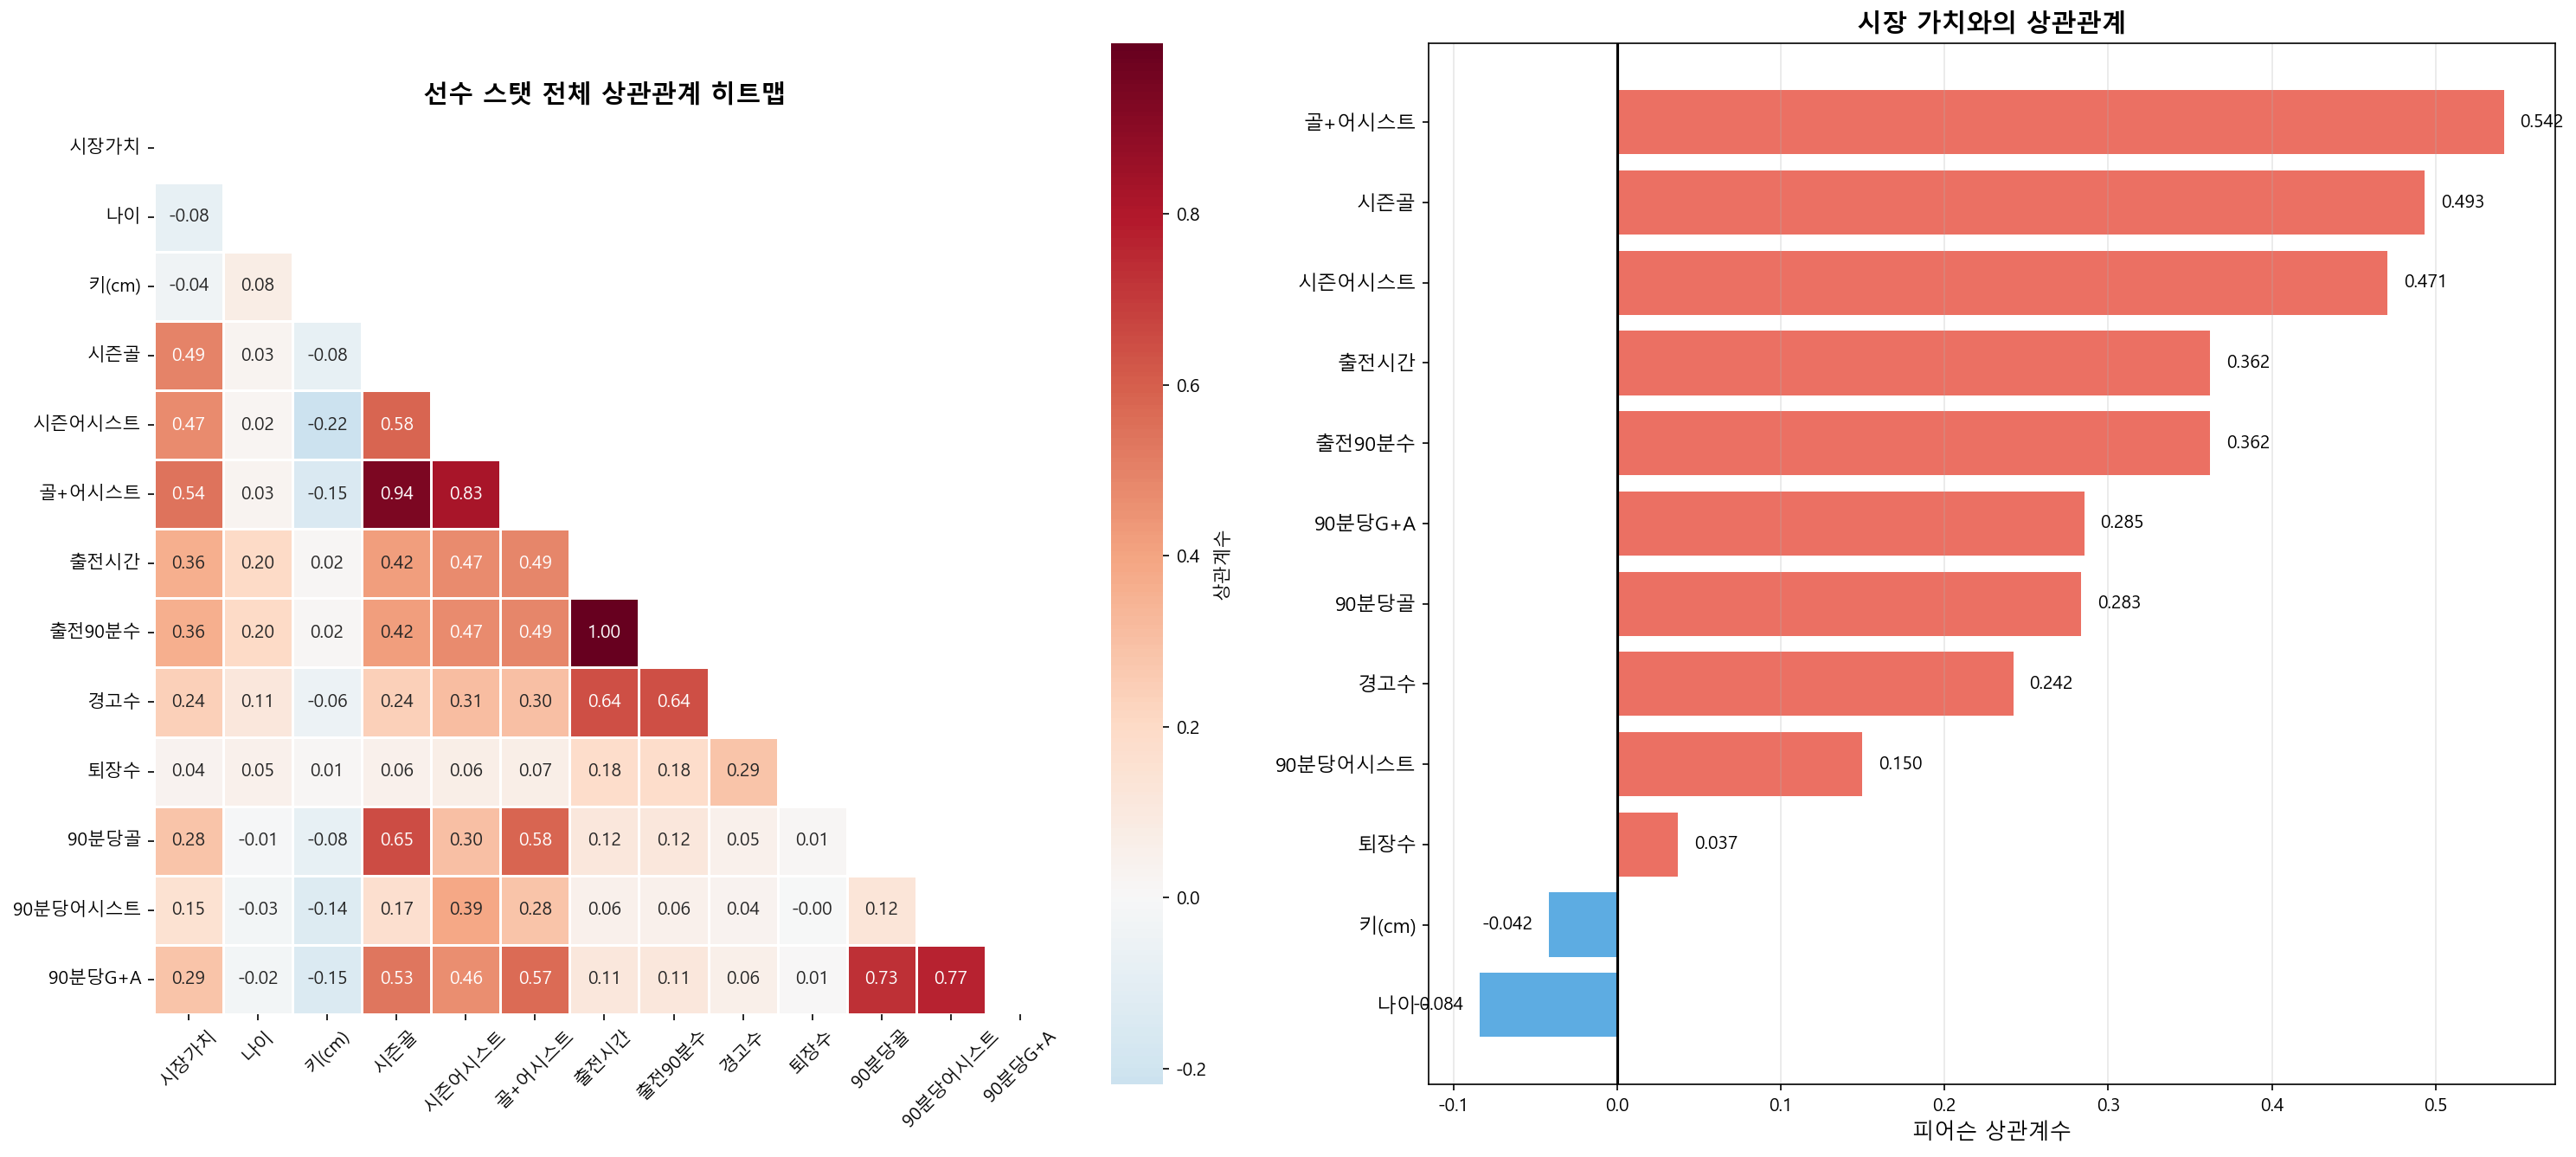 선수 스탯 전체 상관관계 히트맵
시장가치
나이 -0.08
키(cm) -0.04 0.08
시즌골 0.49 0.03 -0.08
시즌어시스트 0.47 0.02 -0.22 0.58
골+어시스트 0.54 0.03 -0.15 0.94 0.83
출전시간 0.36 0.20 0.02 0.42 0.47 0.49
출전90분수 0.36 0.20 0.02 0.42 0.47 0.49 1.00
경고수 0.24 0.11 -0.06 0.24 0.31 0.30 0.64 0.64
퇴장수 0.04 0.05 0.01 0.06 0.06 0.07 0.18 0.18 0.29
90분당골 0.28 -0.01 -0.08 0.65 0.30 0.58 0.12 0.12 0.05 0.01
90분당어시스트 0.15 -0.03 -0.14 0.17 0.39 0.28 0.06 0.06 0.04 -0.00 0.12
90분당G+A 0.29 -0.02 -0.15 0.53 0.46 0.57 0.11 0.11 0.06 0.01 0.73 0.77
시장가치 나이 키(cm) 시즌골 시즌어시스트 골+어시스트 출전시간 출전90분수 경고수 퇴장수 90분당골 90분당어시스트 90분당G+A
0.8
0.6
0.4
0.2
0.0
-0.2
상관계수
시장 가치와의 상관관계
골+어시스트 0.542
시즌골 0.493
시즌어시스트 0.471
출전시간 0.362
출전90분수 0.362
90분당G+A 0.285
90분당골 0.283
경고수 0.242
90분당어시스트 0.150
퇴장수 0.037
키(cm) -0.042
나이 -0.084
-0.1 0.0 0.1 0.2 0.3 0.4 0.5
피어슨 상관계수